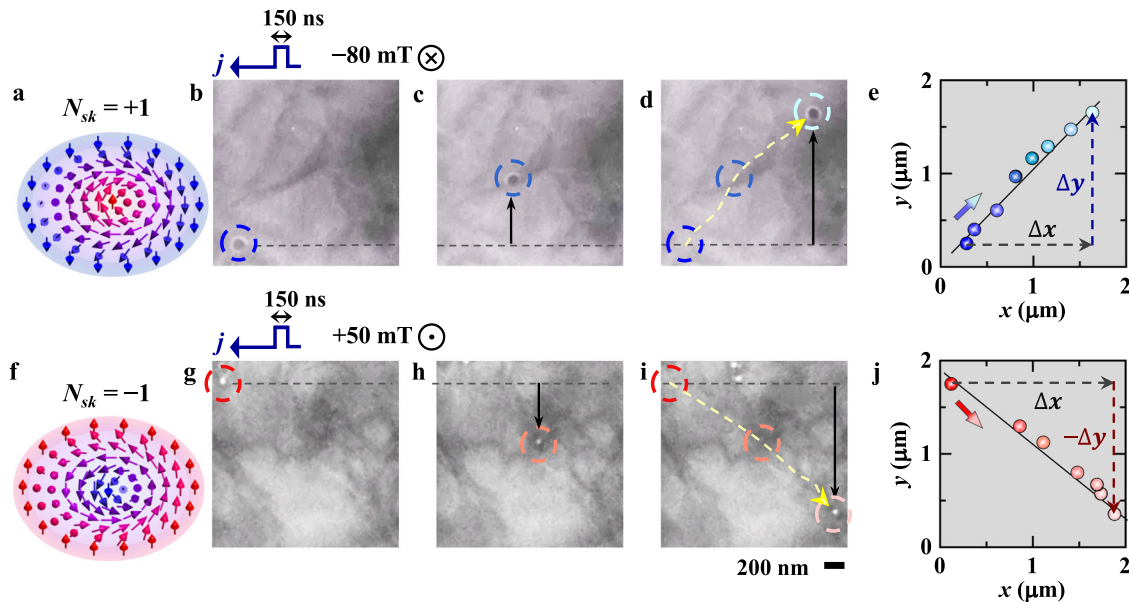 150 ns
j
−80 mT
a
N_sk = +1
b
c
d
e
2
1
0
y (μm)
Δx
Δy
0
1
2
x (μm)
150 ns
j
+50 mT
f
N_sk = −1
g
h
i
j
2
1
0
y (μm)
Δx
−Δy
0
1
2
x (μm)
200 nm